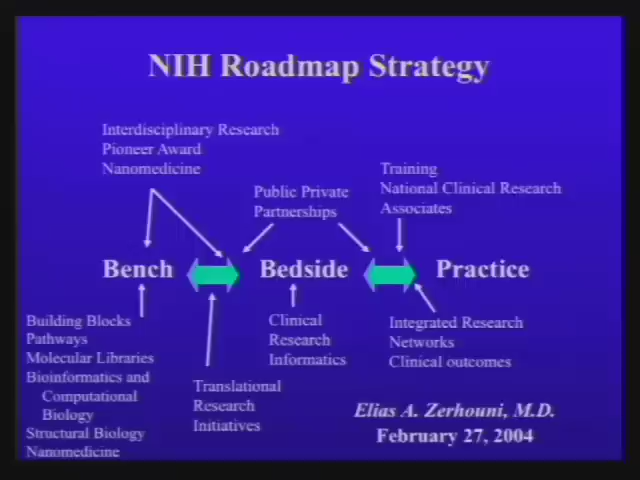 NIH Roadmap Strategy
Interdisciplinary Research
Pioneer Award
Nanomedicine
Public Private
Partnerships
Training
National Clinical Research
Associates
Bench
Bedside
Practice
Building Blocks
Pathways
Molecular Libraries
Bioinformatics and
Computational
Biology
Structural Biology
Nanomedicine
Translational
Research
Initiatives
Clinical
Research
Informatics
Integrated Research
Networks
Clinical outcomes
Elias A. Zerhouni, M.D.
February 27, 2004